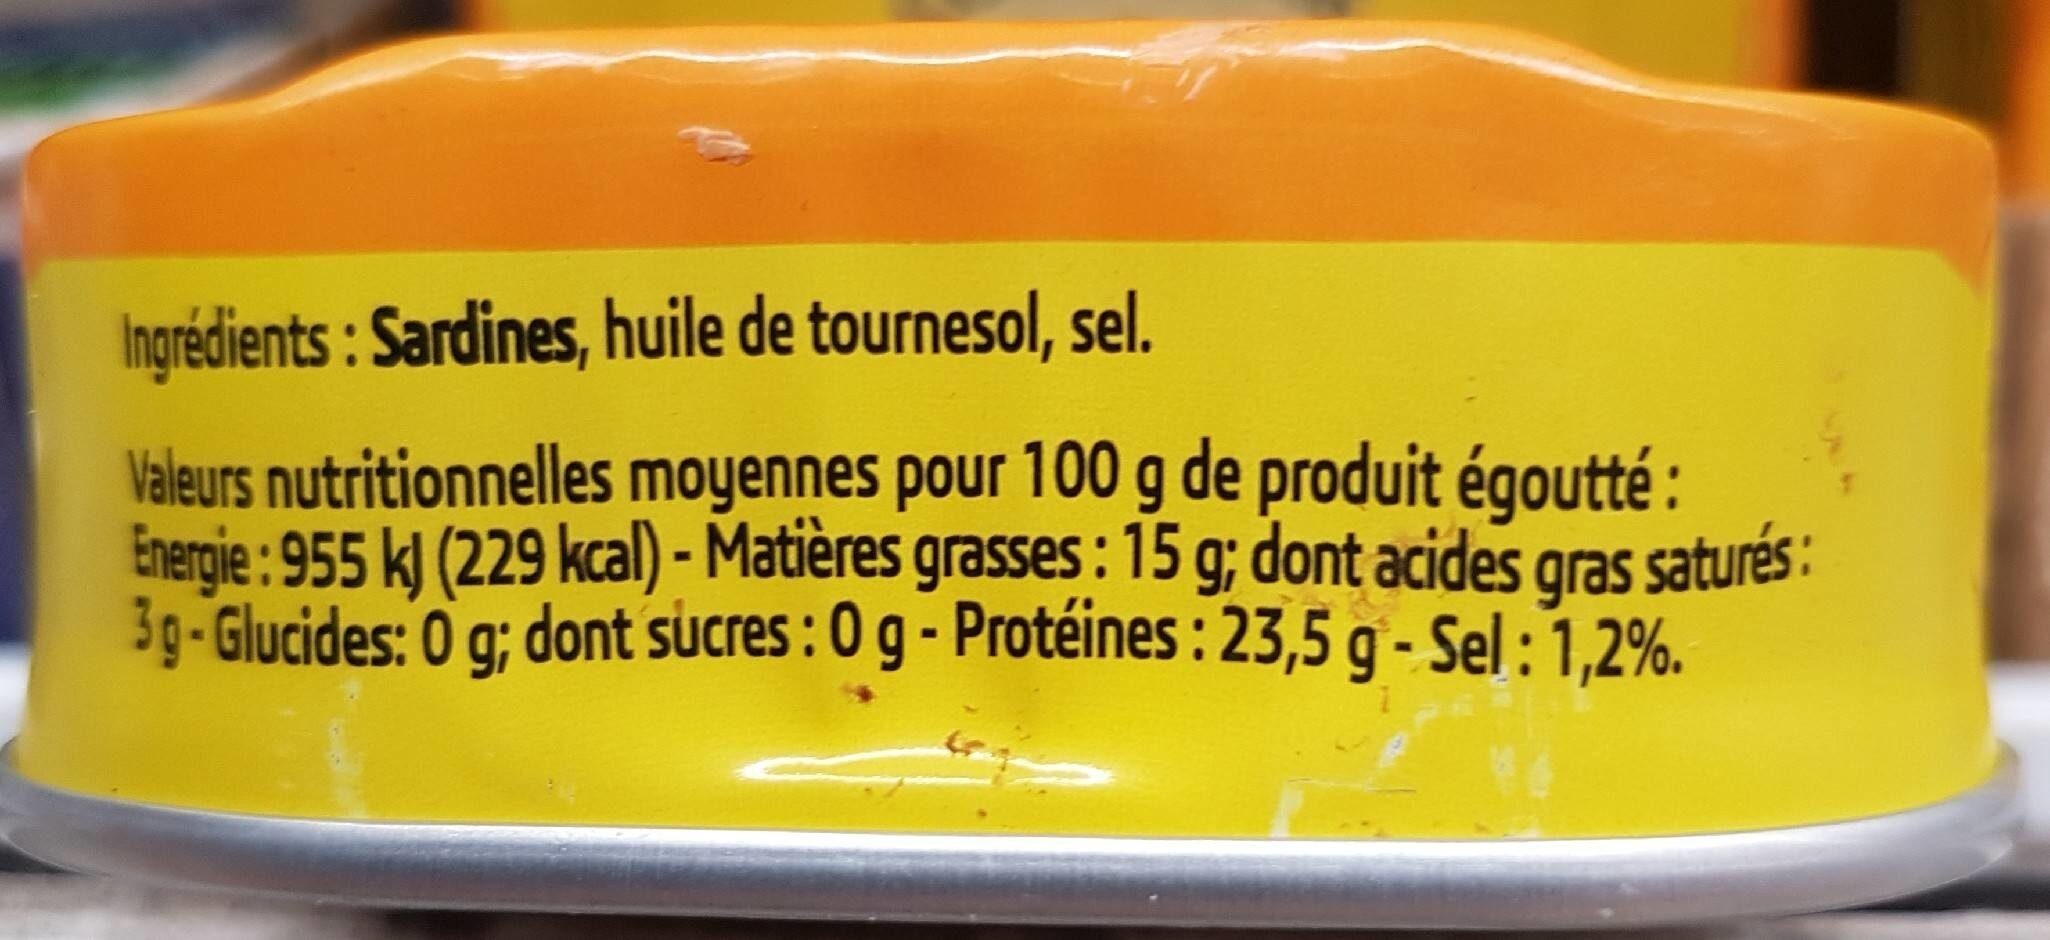 Ingrédients : Sardines, huile de tournesol, sel.
Valeurs nutritionnelles moyennes pour 100 g de produit égoutté :
Energie : 955 kJ (229 kcal) - Matières grasses : 15 g; dont acides gras saturés :
3 g - Glucides: 0 g; dont sucres : 0 g - Protéines : 23,5 g - Sel : 1,2%.